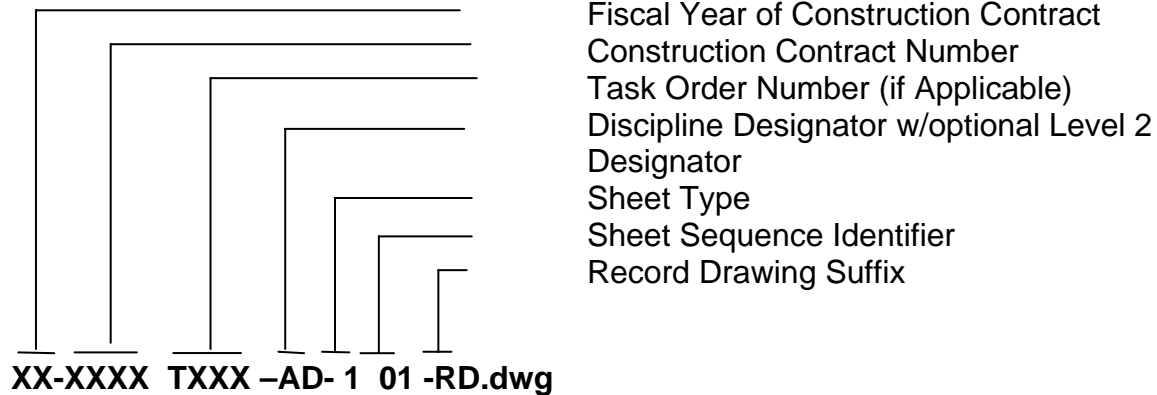 Fiscal Year of Construction Contract
Construction Contract Number
Task Order Number (if Applicable)
Discipline Designator w/optional Level 2
Designator
Sheet Type
Sheet Sequence Identifier
Record Drawing Suffix
XX-XXXX TXXX –AD- 1 01 -RD.dwg